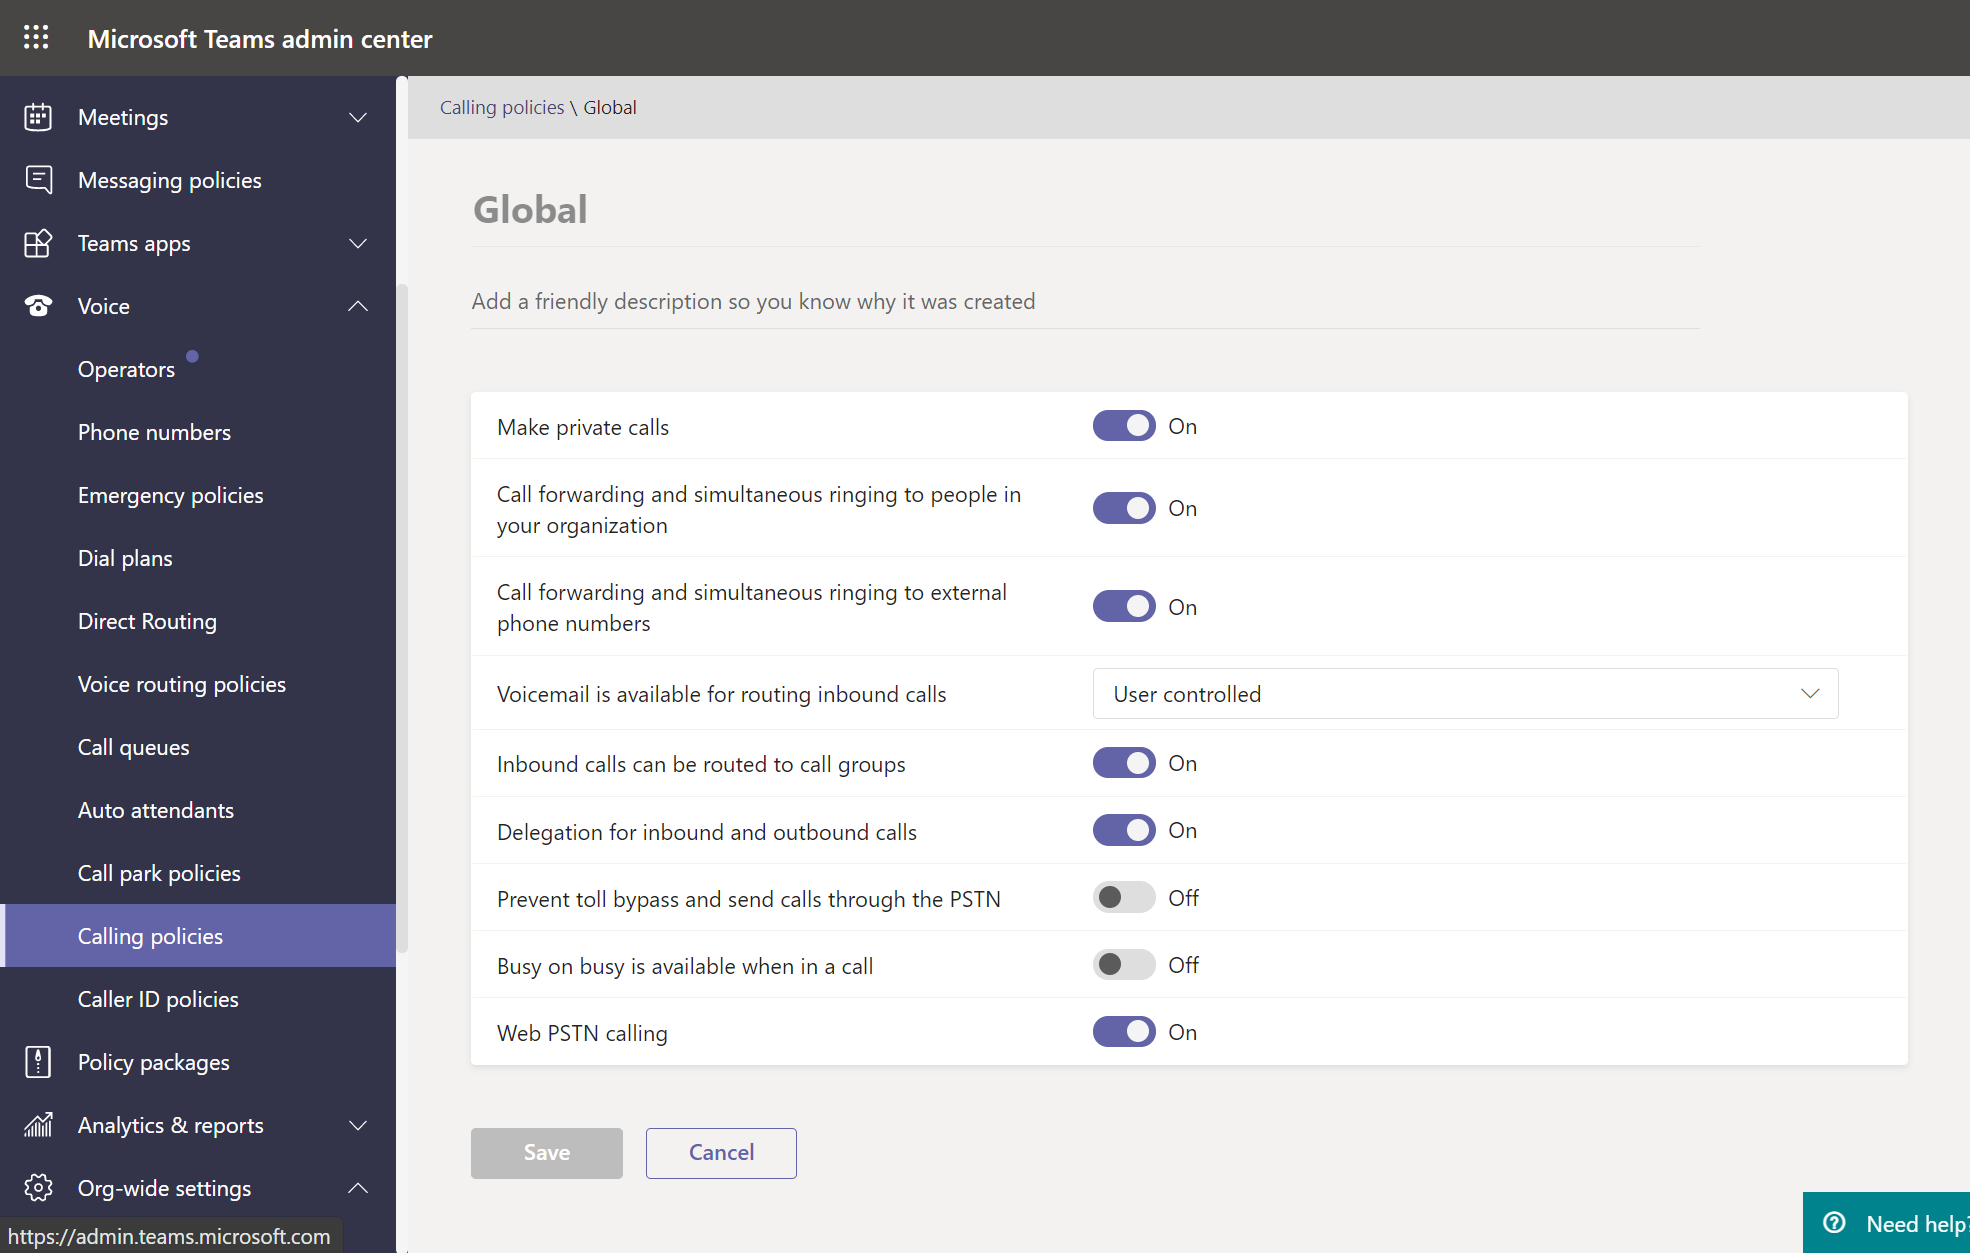 Microsoft Teams admin center
Meetings
Messaging policies
Teams apps
Voice
Operators
Phone numbers
Emergency policies
Dial plans
Direct Routing
Voice routing policies
Call queues
Auto attendants
Call park policies
Calling policies
Caller ID policies
Policy packages
Analytics & reports
Org-wide settings
https://admin.teams.microsoft.com
Calling policies \ Global
Global
Add a friendly description so you know why it was created
Make private calls On
Call forwarding and simultaneous ringing to people in
your organization On
Call forwarding and simultaneous ringing to external
phone numbers On
Voicemail is available for routing inbound calls User controlled
Inbound calls can be routed to call groups On
Delegation for inbound and outbound calls On
Prevent toll bypass and send calls through the PSTN Off
Busy on busy is available when in a call Off
Web PSTN calling On
Save Cancel
Need help?